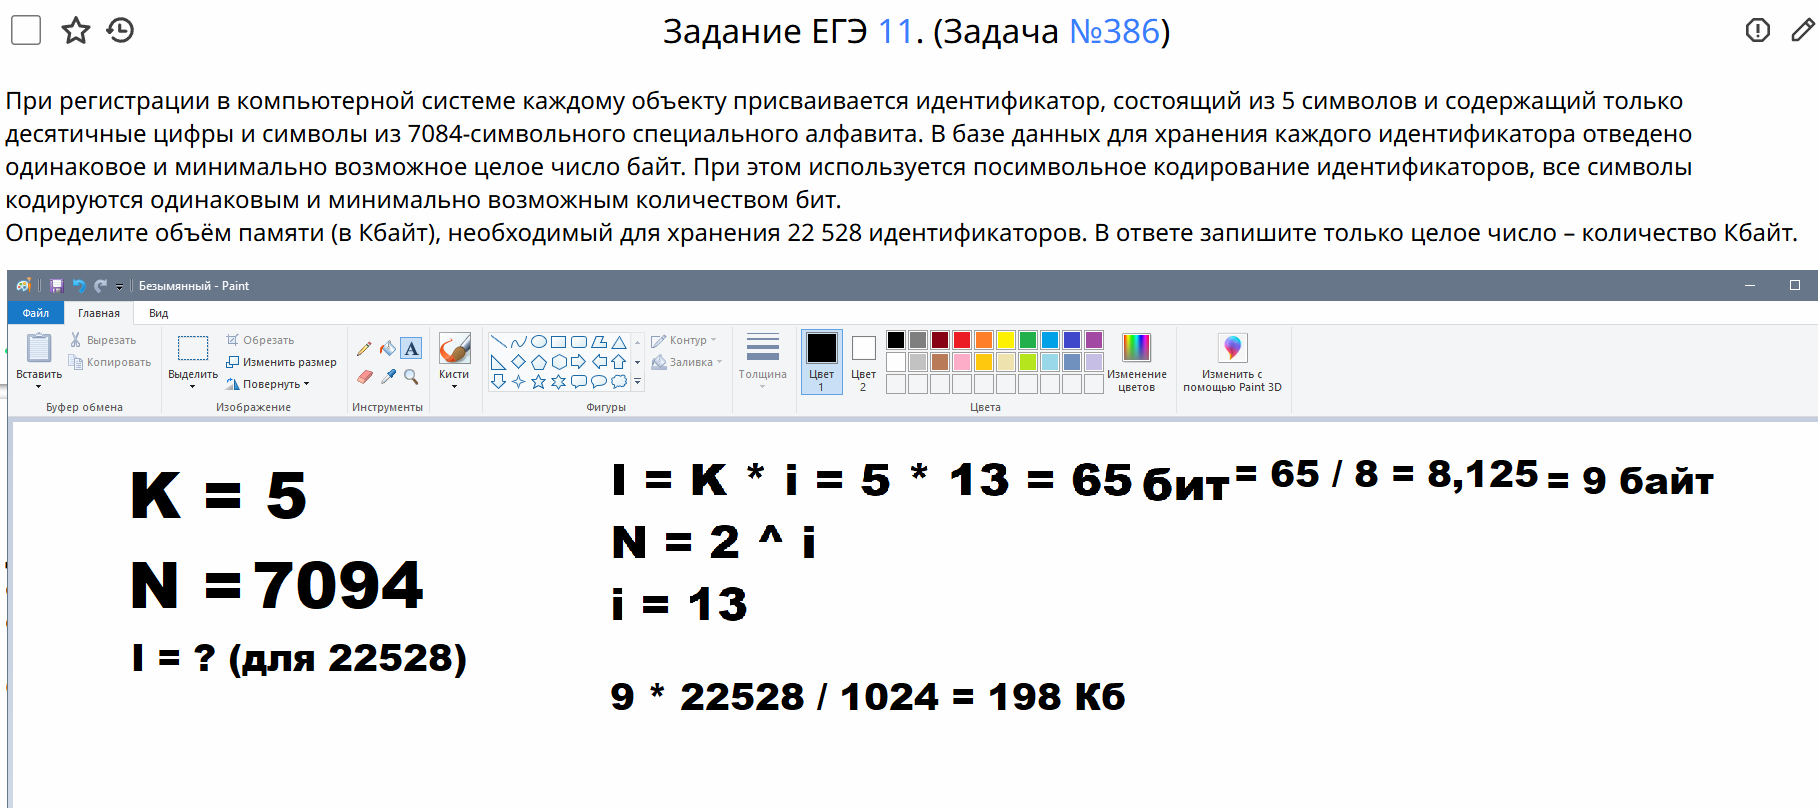 Задание ЕГЭ 11. (Задача №386)
При регистрации в компьютерной системе каждому объекту присваивается идентификатор, состоящий из 5 символов и содержащий только
десятичные цифры и символы из 7084-символьного специального алфавита. В базе данных для хранения каждого идентификатора отведено
одинаковое и минимально возможное целое число байт. При этом используется посимвольное кодирование идентификаторов, все символы
кодируются одинаковым и минимально возможным количеством бит.
Определите объём памяти (в Кбайт), необходимый для хранения 22 528 идентификаторов. В ответе запишите только целое число – количество Кбайт.
Безымянный - Paint
Файл Главная Вид
Вставить
Вырезать
Копировать
Буфер обмена
Выделить
Обрезать
Изменить размер
Повернуть
Изображение
A
Инструменты
Кисти
Контур
Заливка
Фигуры
Толщина
Цвет 1
Цвет 2
Изменение цветов
Цвета
Изменить с помощью Paint 3D
K = 5
N = 7094
I = ? (для 22528)
I = K * i = 5 * 13 = 65 бит = 65 / 8 = 8,125 = 9 байт
N = 2 ^ i
i = 13
9 * 22528 / 1024 = 198 Кб